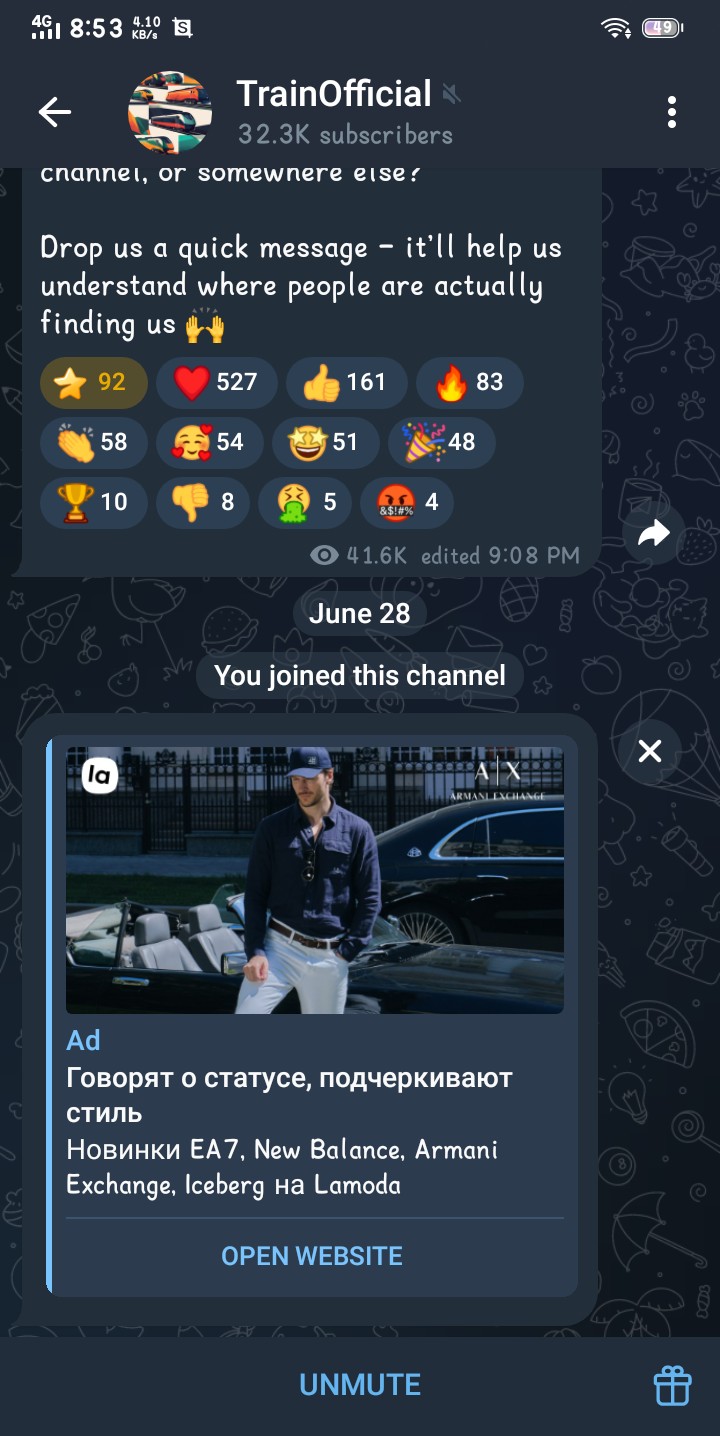 4G 8:53 4.10 KB/s 49
TrainOfficial
32.3K subscribers
channel, or somewhere else?
Drop us a quick message – it'll help us
understand where people are actually
finding us 🙌
⭐ 92 ❤️ 527 👍 161 🔥 83
👏 58 🥰 54 🤩 51 🎉 48
🏆 10 👎 8 🤮 5 🤬 4
41.6K edited 9:08 PM
June 28
You joined this channel
la
A|X
ARMANI EXCHANGE
Ad
Говорят о статусе, подчеркивают
стиль
Новинки EA7, New Balance, Armani
Exchange, Iceberg на Lamoda
OPEN WEBSITE
UNMUTE